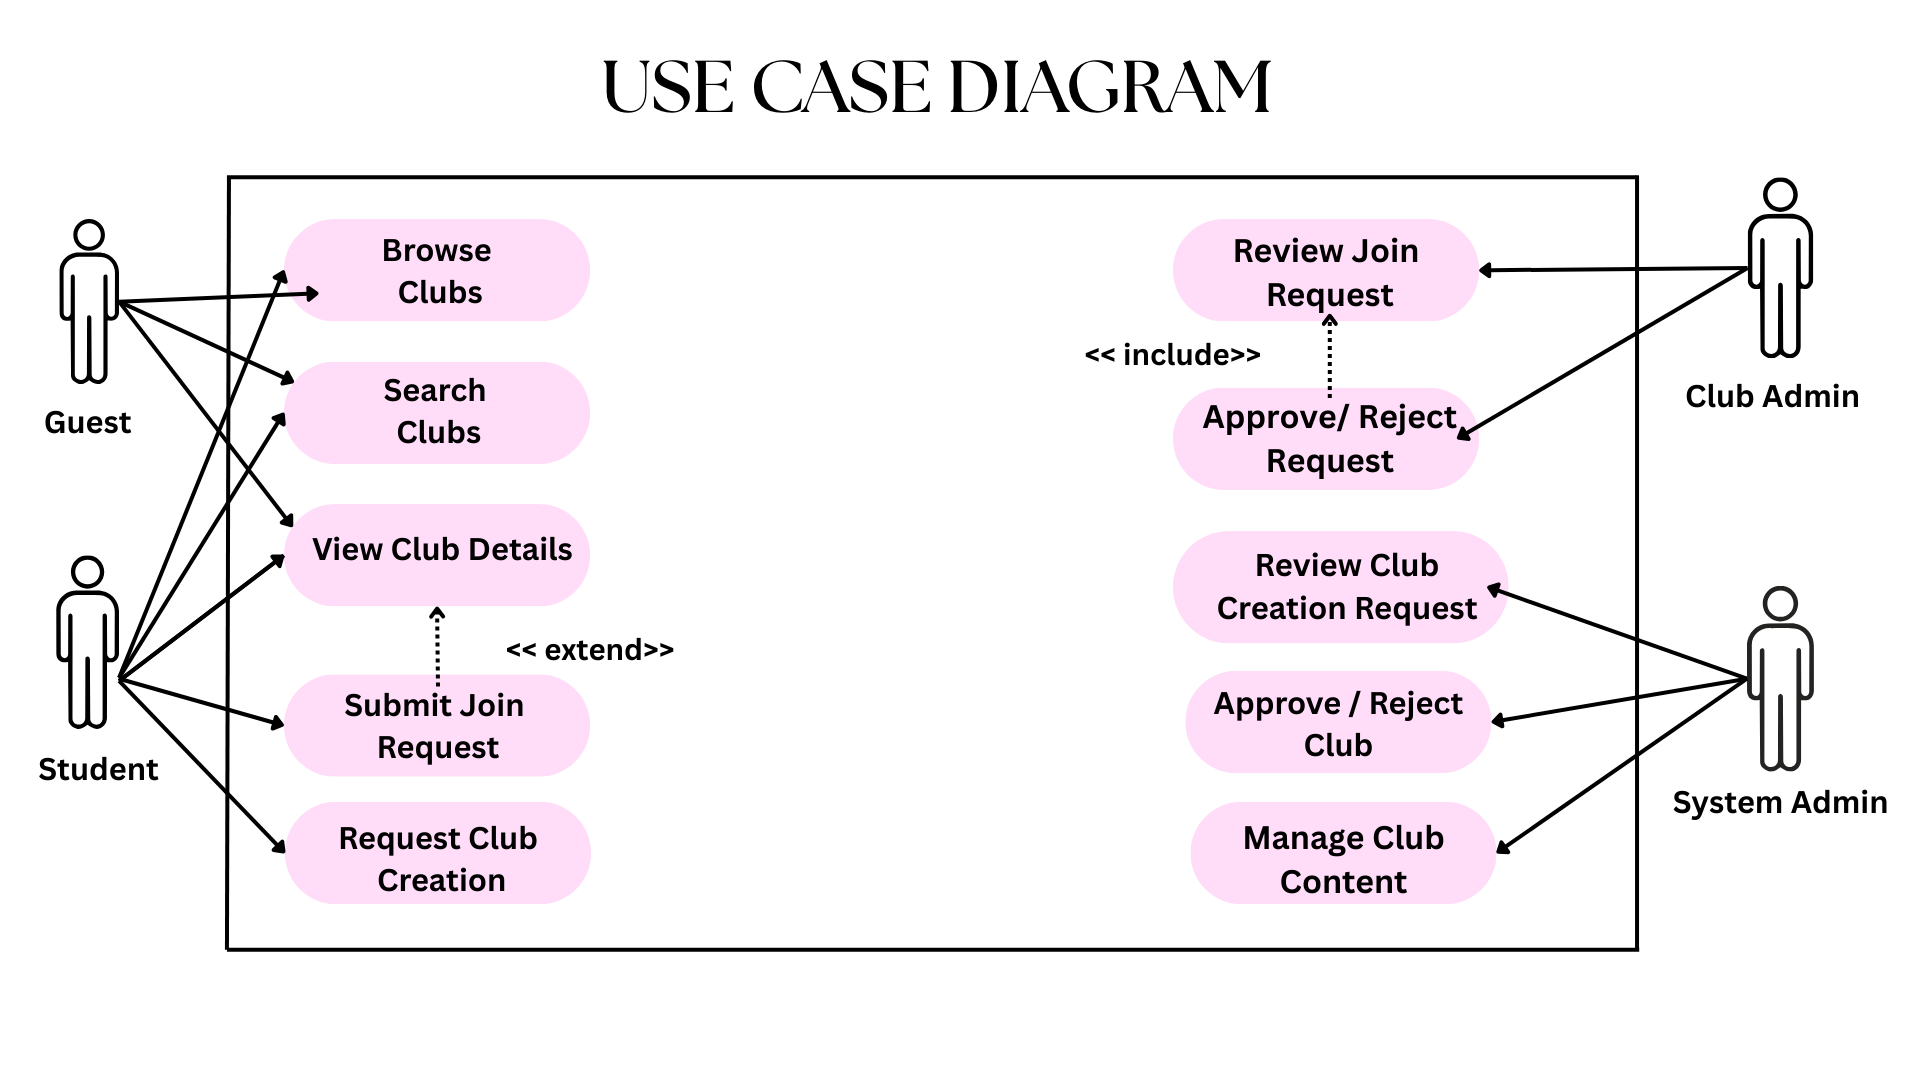 USE CASE DIAGRAM
Guest
Student
Browse
Clubs
Search
Clubs
View Club Details
<< extend>>
Submit Join
Request
Request Club
Creation
Review Join
Request
<< include>>
Approve/ Reject
Request
Review Club
Creation Request
Approve / Reject
Club
Manage Club
Content
Club Admin
System Admin